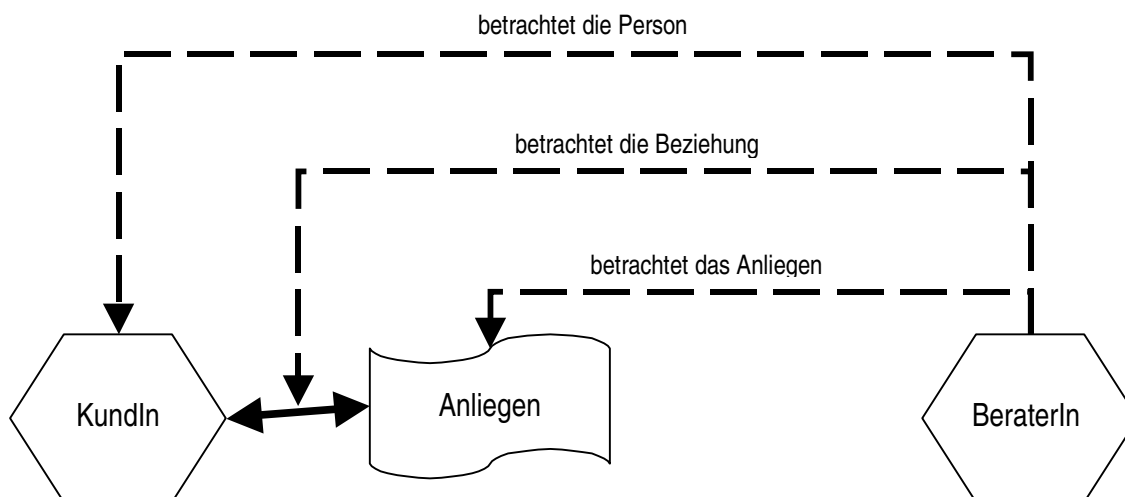 betrachtet die Person
betrachtet die Beziehung
betrachtet das Anliegen
KundIn
Anliegen
BeraterIn